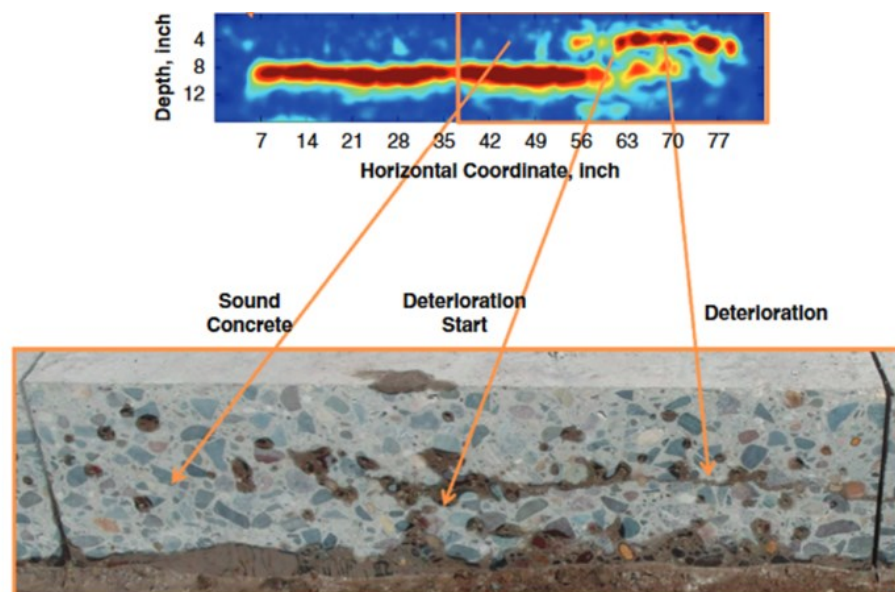 Depth, inch
4
8
12
7 14 21 28 35 42 49 56 63 70 77
Horizontal Coordinate, Inch
Sound
Concrete
Deterioration
Start
Deterioration